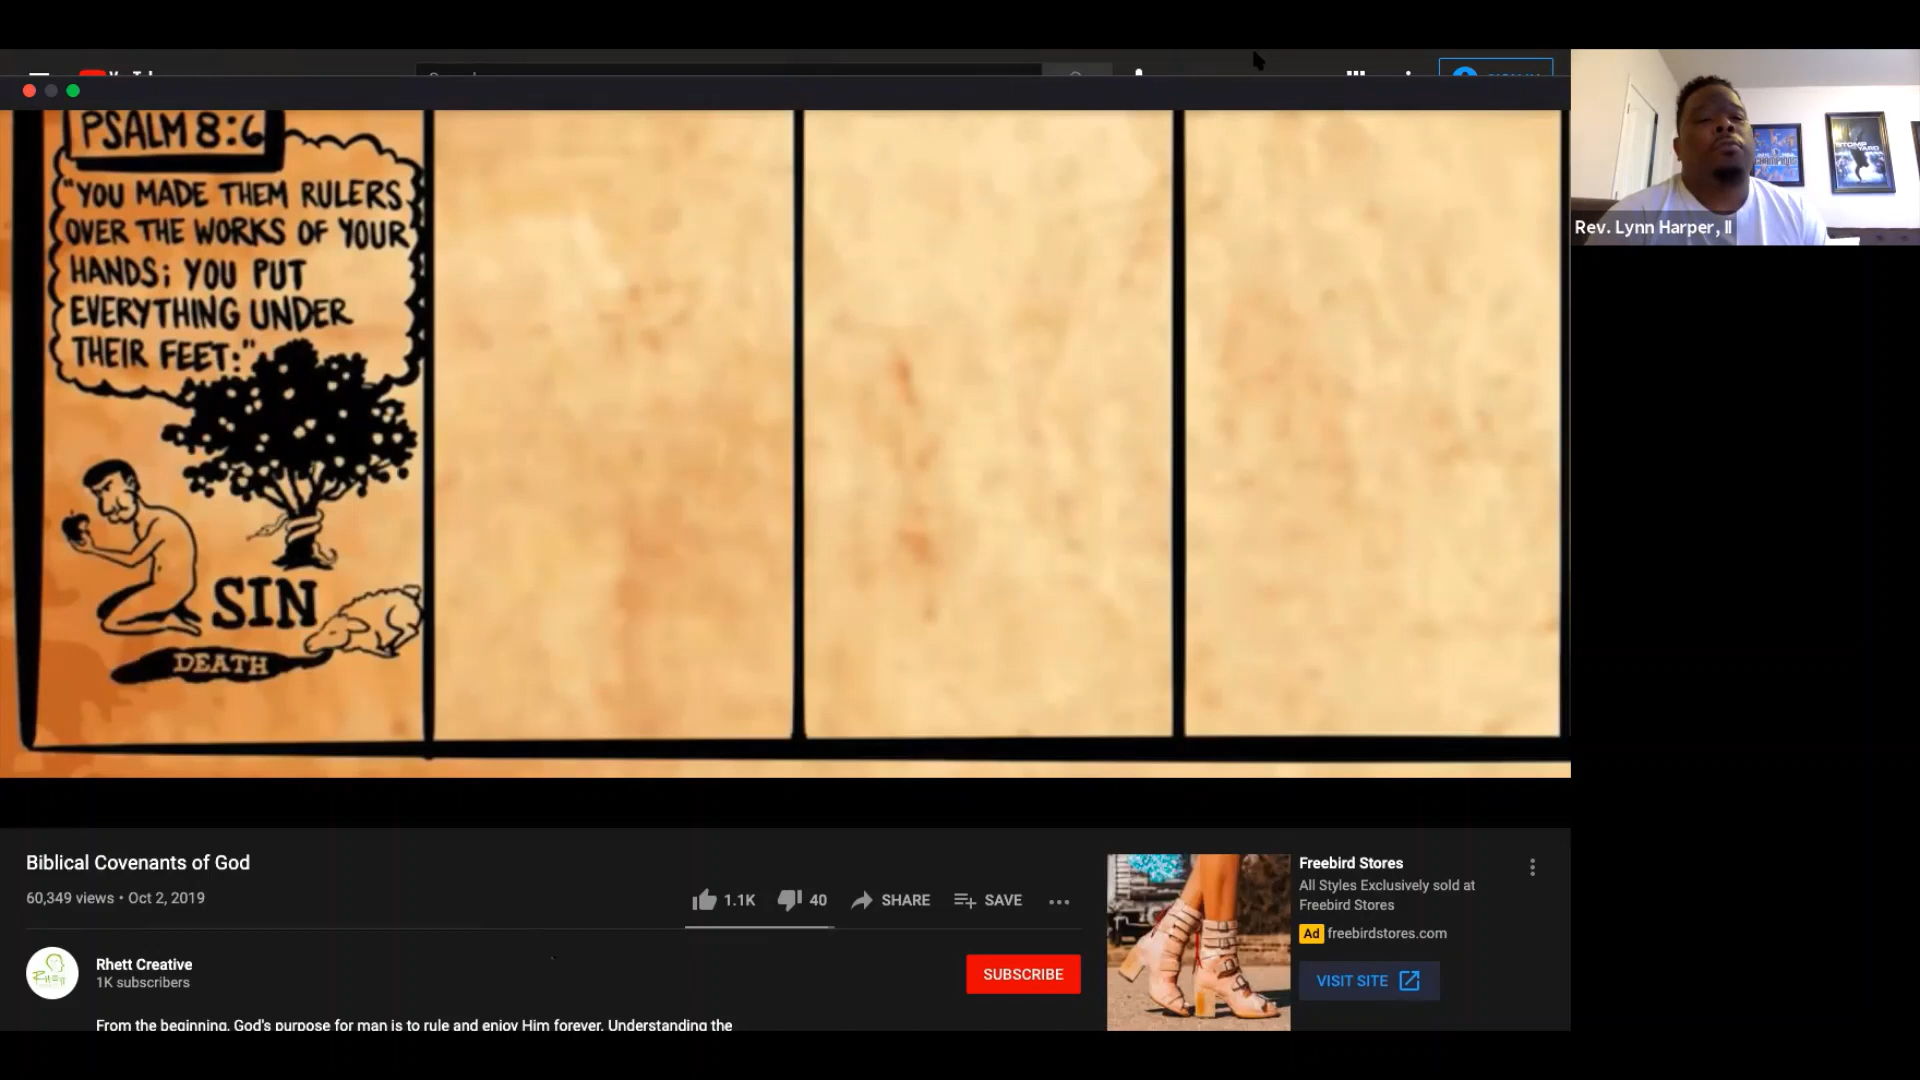 PSALM 8:6
"YOU MADE THEM RULERS
OVER THE WORKS OF YOUR
HANDS; YOU PUT
EVERYTHING UNDER
THEIR FEET:"
SIN
DEATH
Rev. Lynn Harper, II
Biblical Covenants of God
60,349 views • Oct 2, 2019
1.1K
40
SHARE
SAVE
Rhett Creative
1K subscribers
SUBSCRIBE
From the beginning, God's purpose for man is to rule and enjoy Him forever. Understanding the
Freebird Stores
All Styles Exclusively sold at
Freebird Stores
Ad freebirdstores.com
VISIT SITE